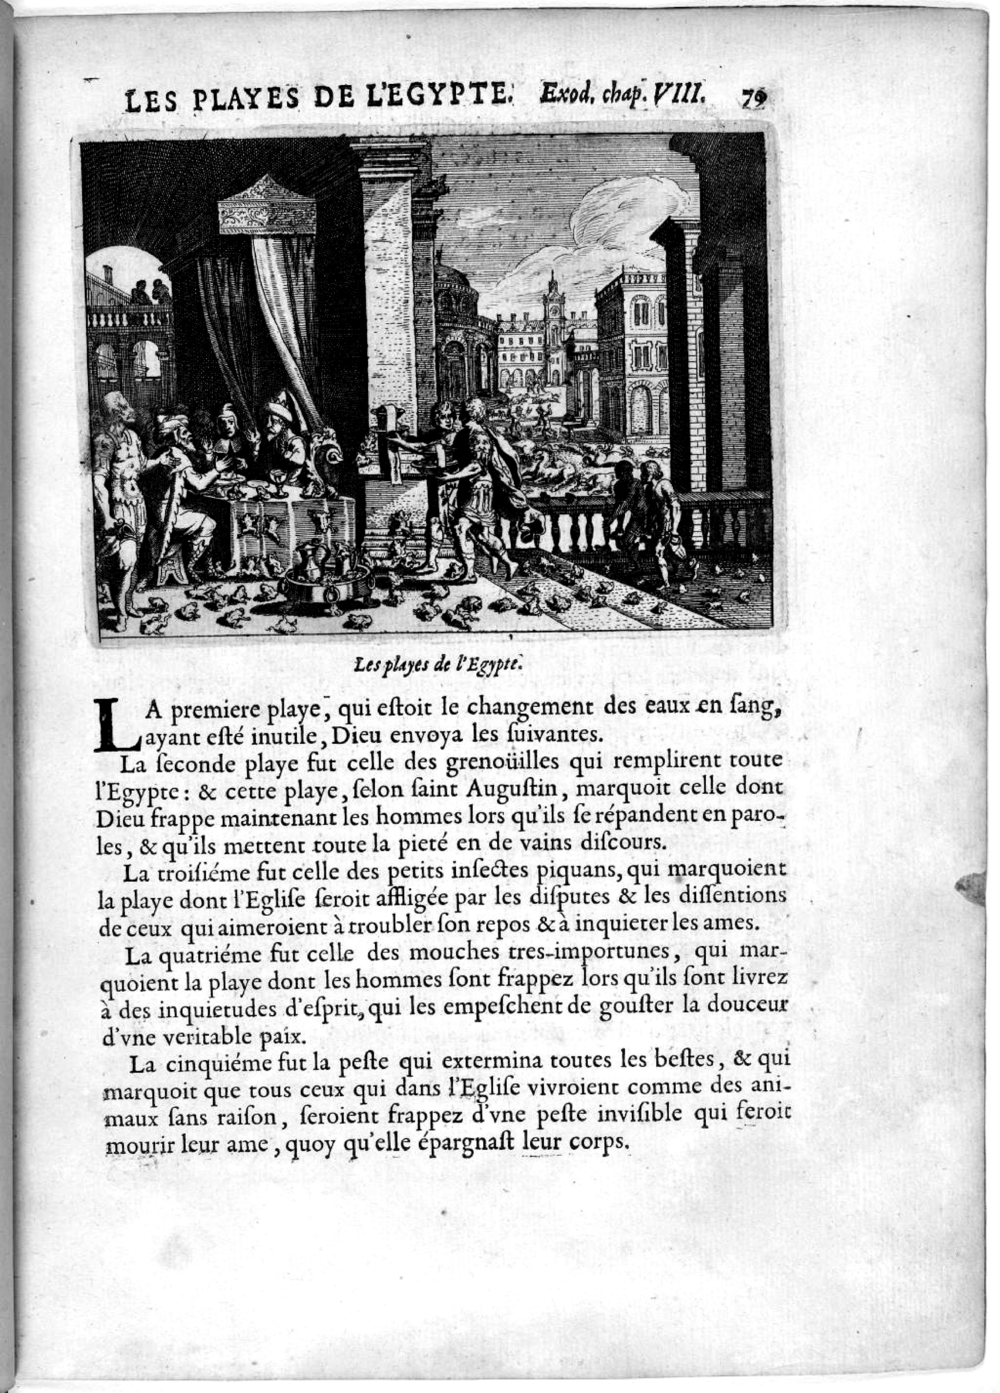 LES PLAYES DE L'EGYPTE. Exod. chap. VIII. 79
Les playes de l'Egypte.
LA premiere playe, qui eſtoit le changement des eaux en ſang,
ayant eſté inutile, Dieu envoya les ſuivantes.
La ſeconde playe fut celle des grenoüilles qui remplirent toute
l'Egypte: & cette playe, ſelon ſaint Auguſtin, marquoit celle dont
Dieu frappe maintenant les hommes lors qu'ils ſe répandent en paro-
les, & qu'ils mettent toute la pieté en de vains diſcours.
La troiſiéme fut celle des petits inſectes piquans, qui marquoient
la playe dont l'Egliſe ſeroit affligée par les diſputes & les diſſentions
de ceux qui aimeroient à troubler ſon repos & à inquieter les ames.
La quatriéme fut celle des mouches tres-importunes, qui mar-
quoient la playe dont les hommes ſont frappez lors qu'ils ſont livrez
à des inquietudes d'eſprit, qui les empeſchent de gouſter la douceur
d'vne veritable paix.
La cinquiéme fut la peſte qui extermina toutes les beſtes, & qui
marquoit que tous ceux qui dans l'Egliſe vivroient comme des ani-
maux ſans raiſon, ſeroient frappez d'vne peſte inviſible qui ſeroit
mourir leur ame, quoy qu'elle épargnaſt leur corps.